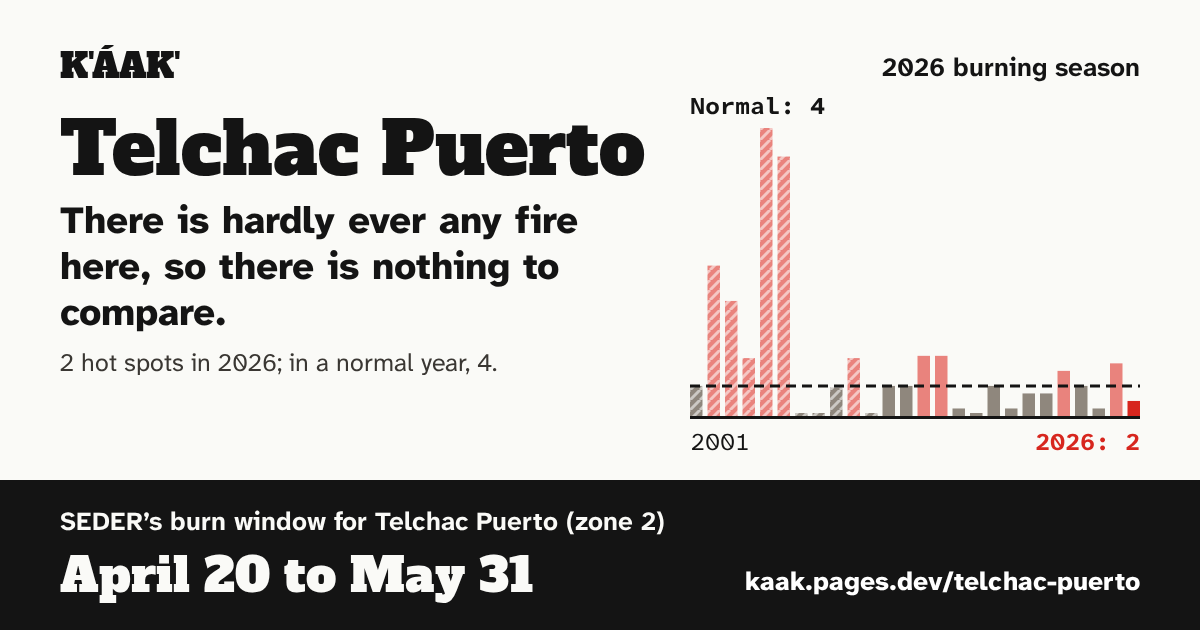 K'ÁAK'
2026 burning season
Telchac Puerto
There is hardly ever any fire
here, so there is nothing to
compare.
2 hot spots in 2026; in a normal year, 4.
Normal: 4
2001
2026: 2
SEDER’s burn window for Telchac Puerto (zone 2)
April 20 to May 31
kaak.pages.dev/telchac-puerto